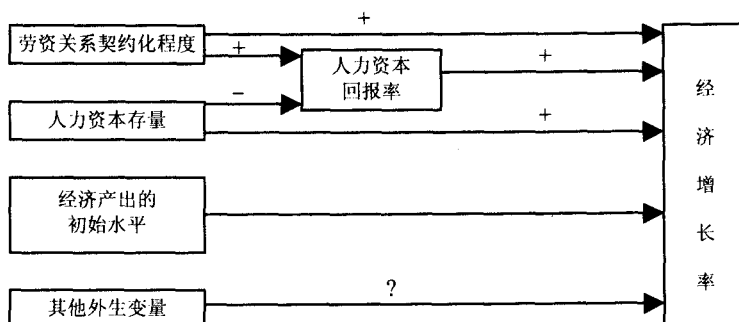 +
劳资关系契约化程度
+
人力资本
回报率
+
−
人力资本存量
+
经济产出的
初始水平
?
其他外生变量
经
济
增
长
率